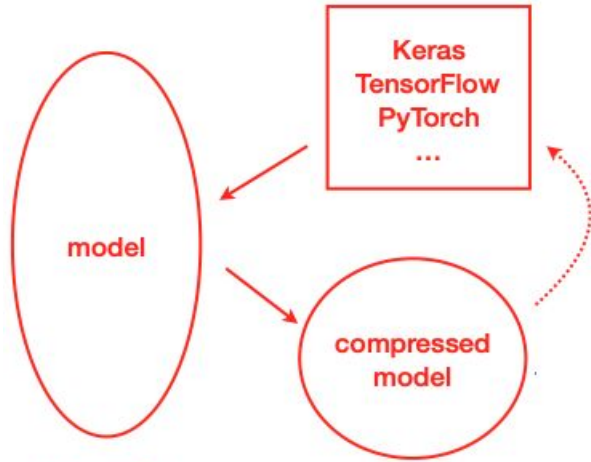 Keras
TensorFlow
PyTorch
...
model
compressed
model